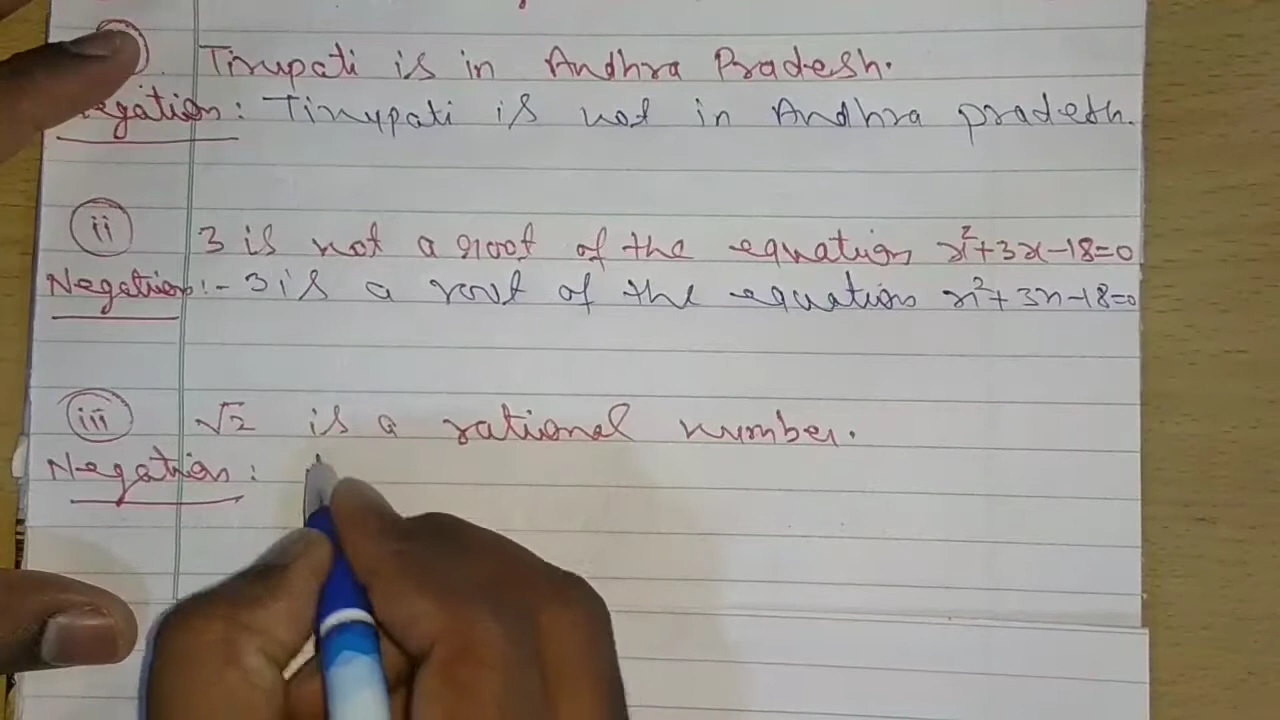 Tirupati is in Andhra Pradesh.
Negation: Tirupati is not in Andhra pradesh.
ii 3 is not a root of the equation x²+3x-18=0
Negation:- 3 is a root of the equation x²+3x-18=0
iii √2 is a rational number.
Negation: